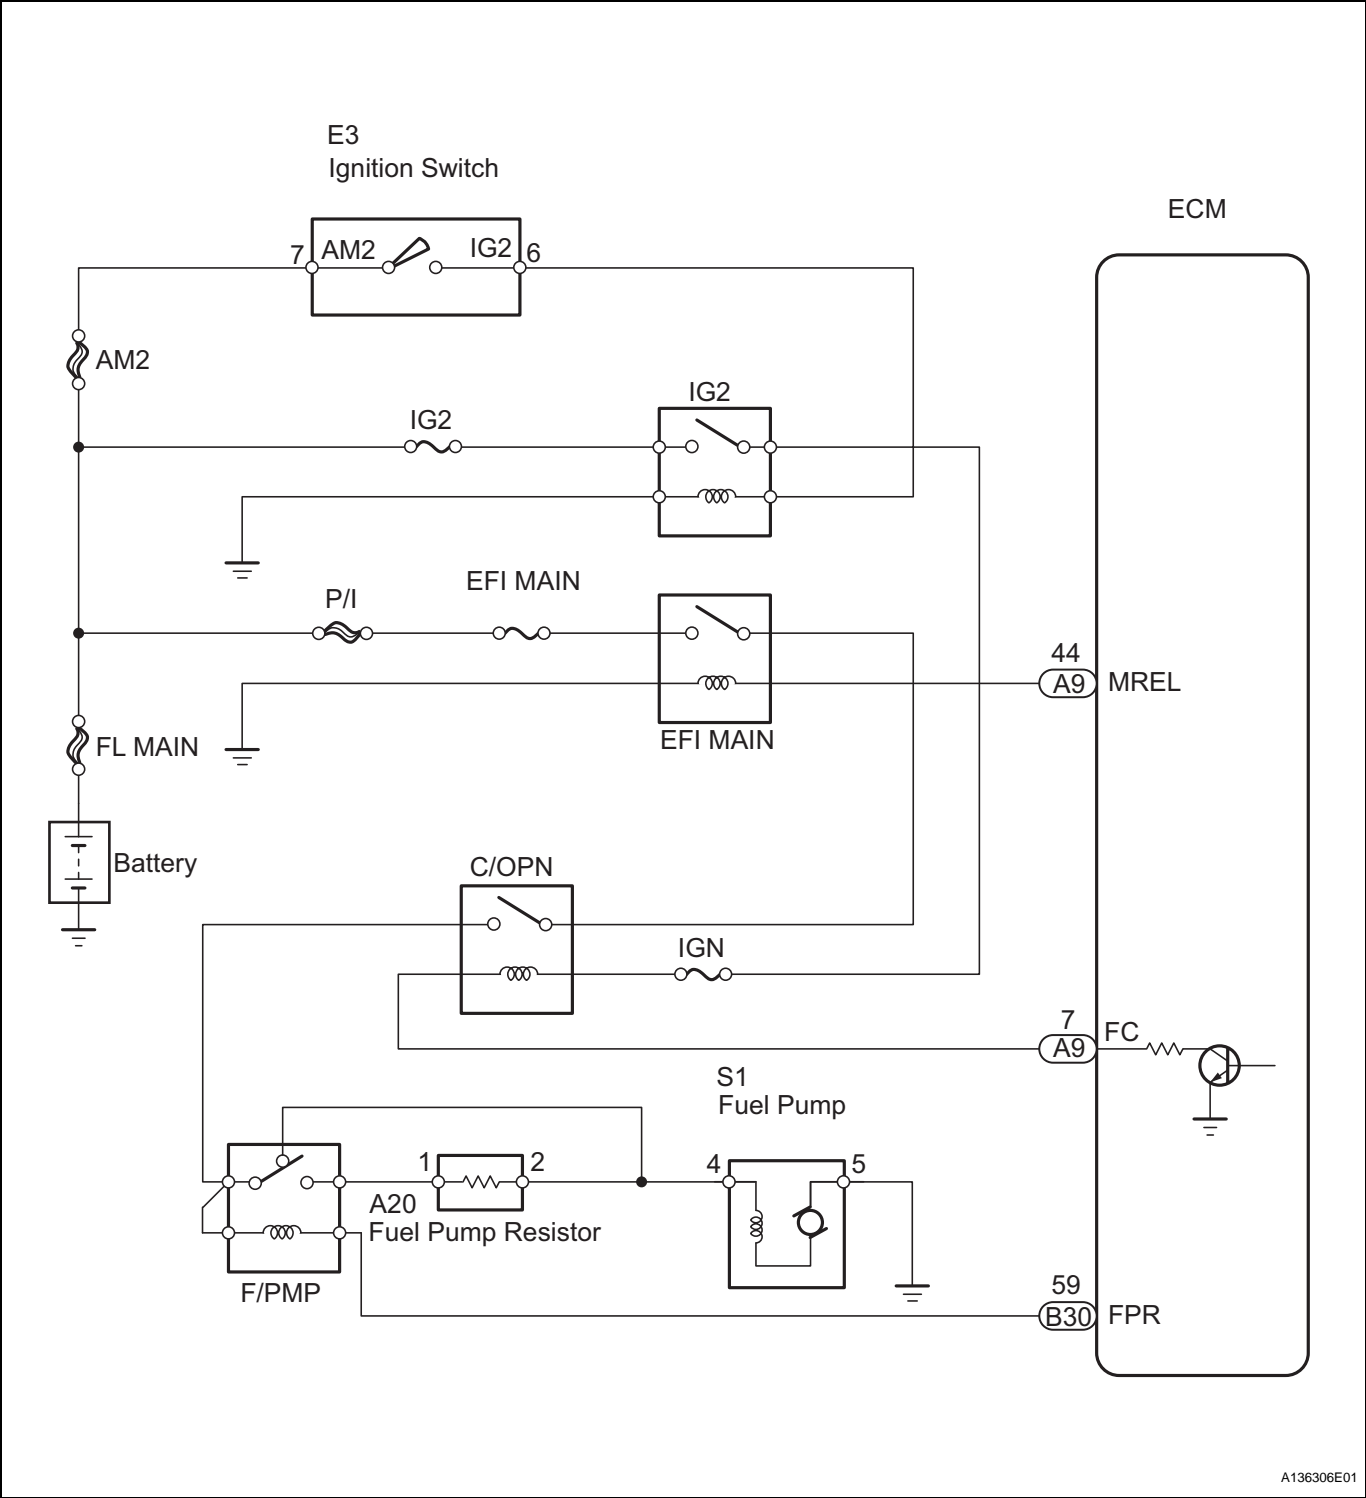 E3
Ignition Switch
ECM
7
AM2
IG2
6
AM2
IG2
IG2
EFI MAIN
P/I
44
A9
MREL
FL MAIN
EFI MAIN
Battery
C/OPN
IGN
7
A9
FC
S1
Fuel Pump
1
2
4
5
A20
Fuel Pump Resistor
F/PMP
59
B30
FPR
A136306E01